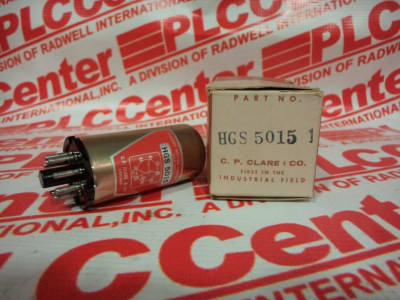 PLCCenter
A DIVISION OF RADWELL INTERNATIONAL, INC.
PART NO.
HGS 5015 1
C. P. CLARE & CO.
FIRST IN THE
INDUSTRIAL FIELD
HGS 5015